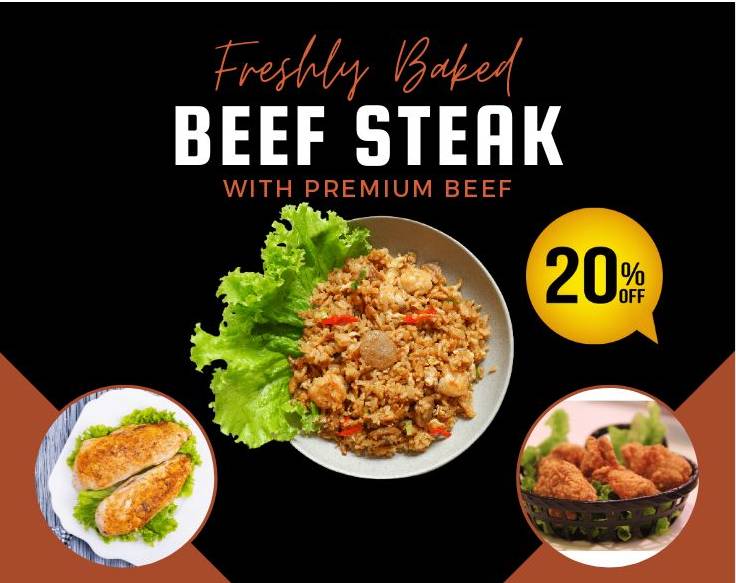 Freshly Baked
BEEF STEAK
WITH PREMIUM BEEF
20%
OFF